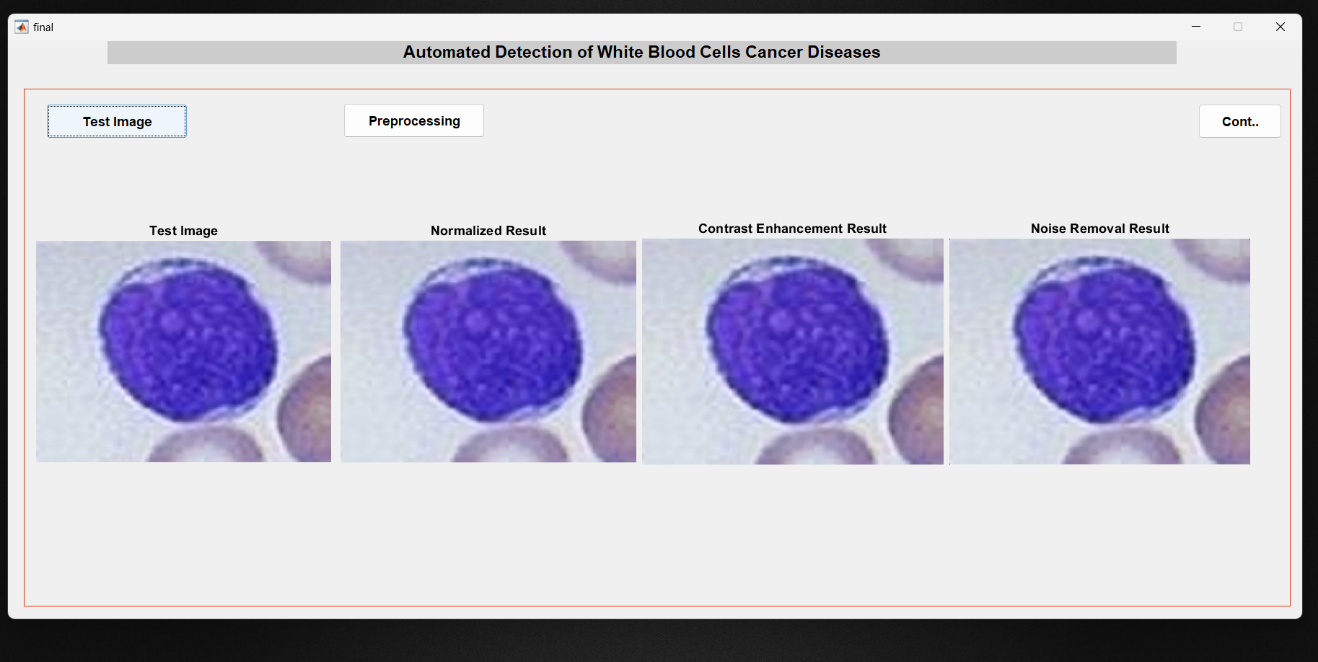 final
Automated Detection of White Blood Cells Cancer Diseases
Test Image
Preprocessing
Cont..
Test Image
Normalized Result
Contrast Enhancement Result
Noise Removal Result